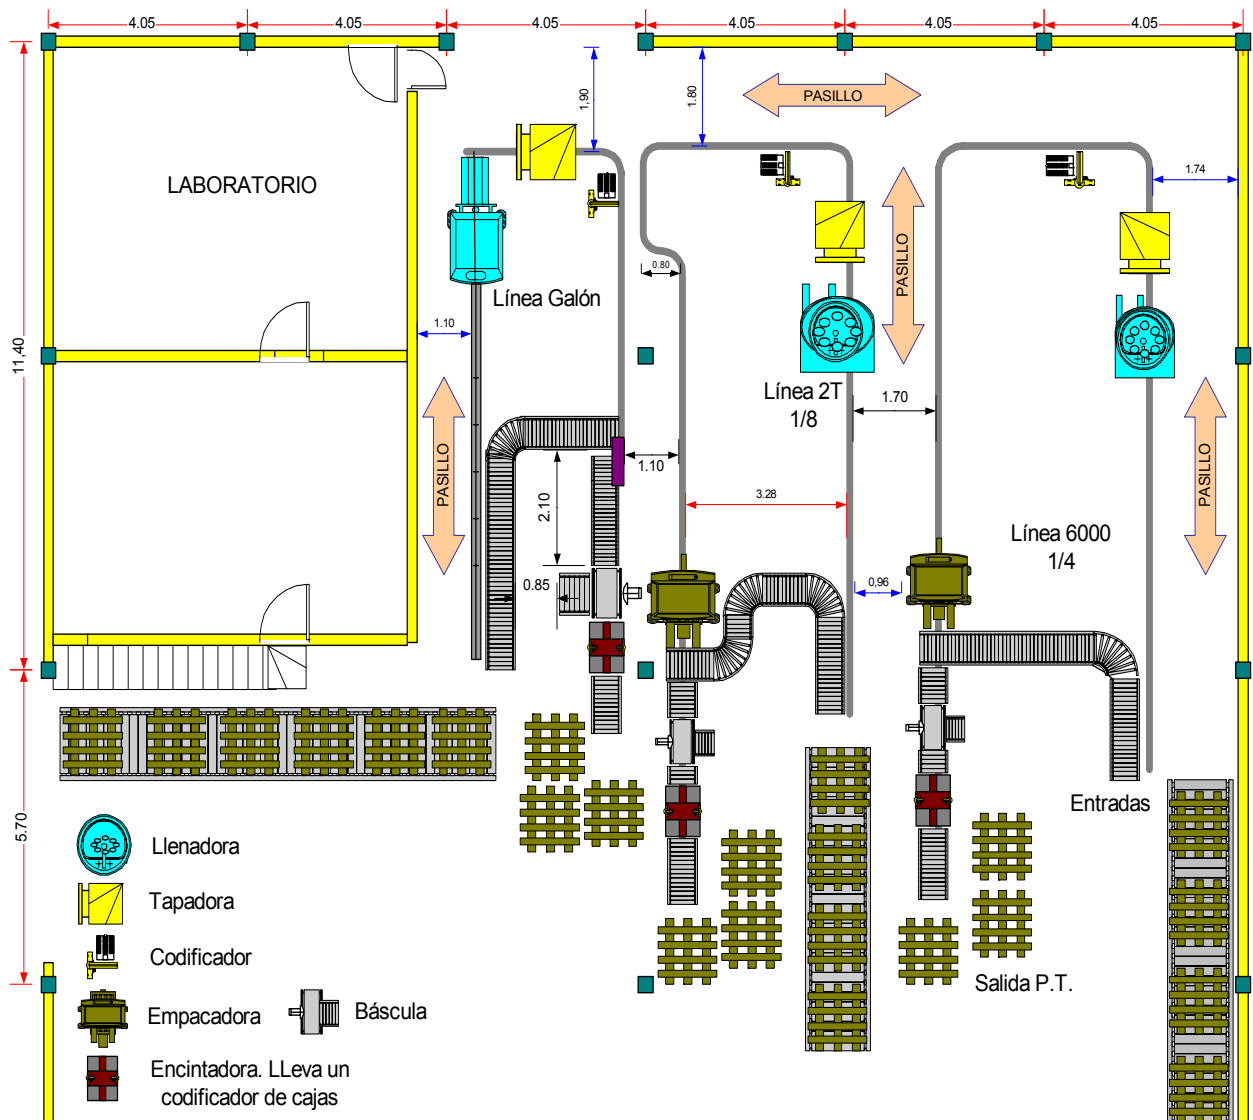 4.05
4.05
4.05
4.05
4.05
4.05
1,90
1.80
PASILLO
LABORATORIO
1.74
PASILLO
0.80
Línea Galón
1.10
11,40
Línea 2T
1/8
1.70
PASILLO
PASILLO
1.10
2.10
3.28
Línea 6000
1/4
0.85
0,96
5.70
Entradas
Llenadora
Tapadora
Codificador
Salida P.T.
Empacadora
Báscula
Encintadora. LLeva un
codificador de cajas